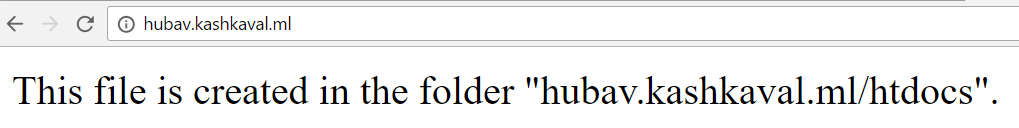 hubav.kashkaval.ml
This file is created in the folder "hubav.kashkaval.ml/htdocs".